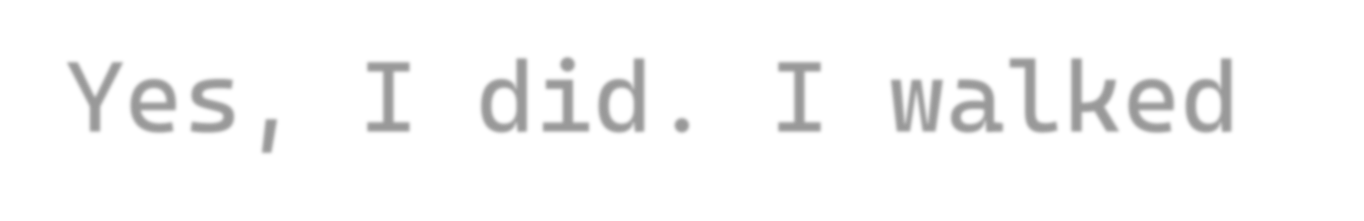 Yes, I did. I walked